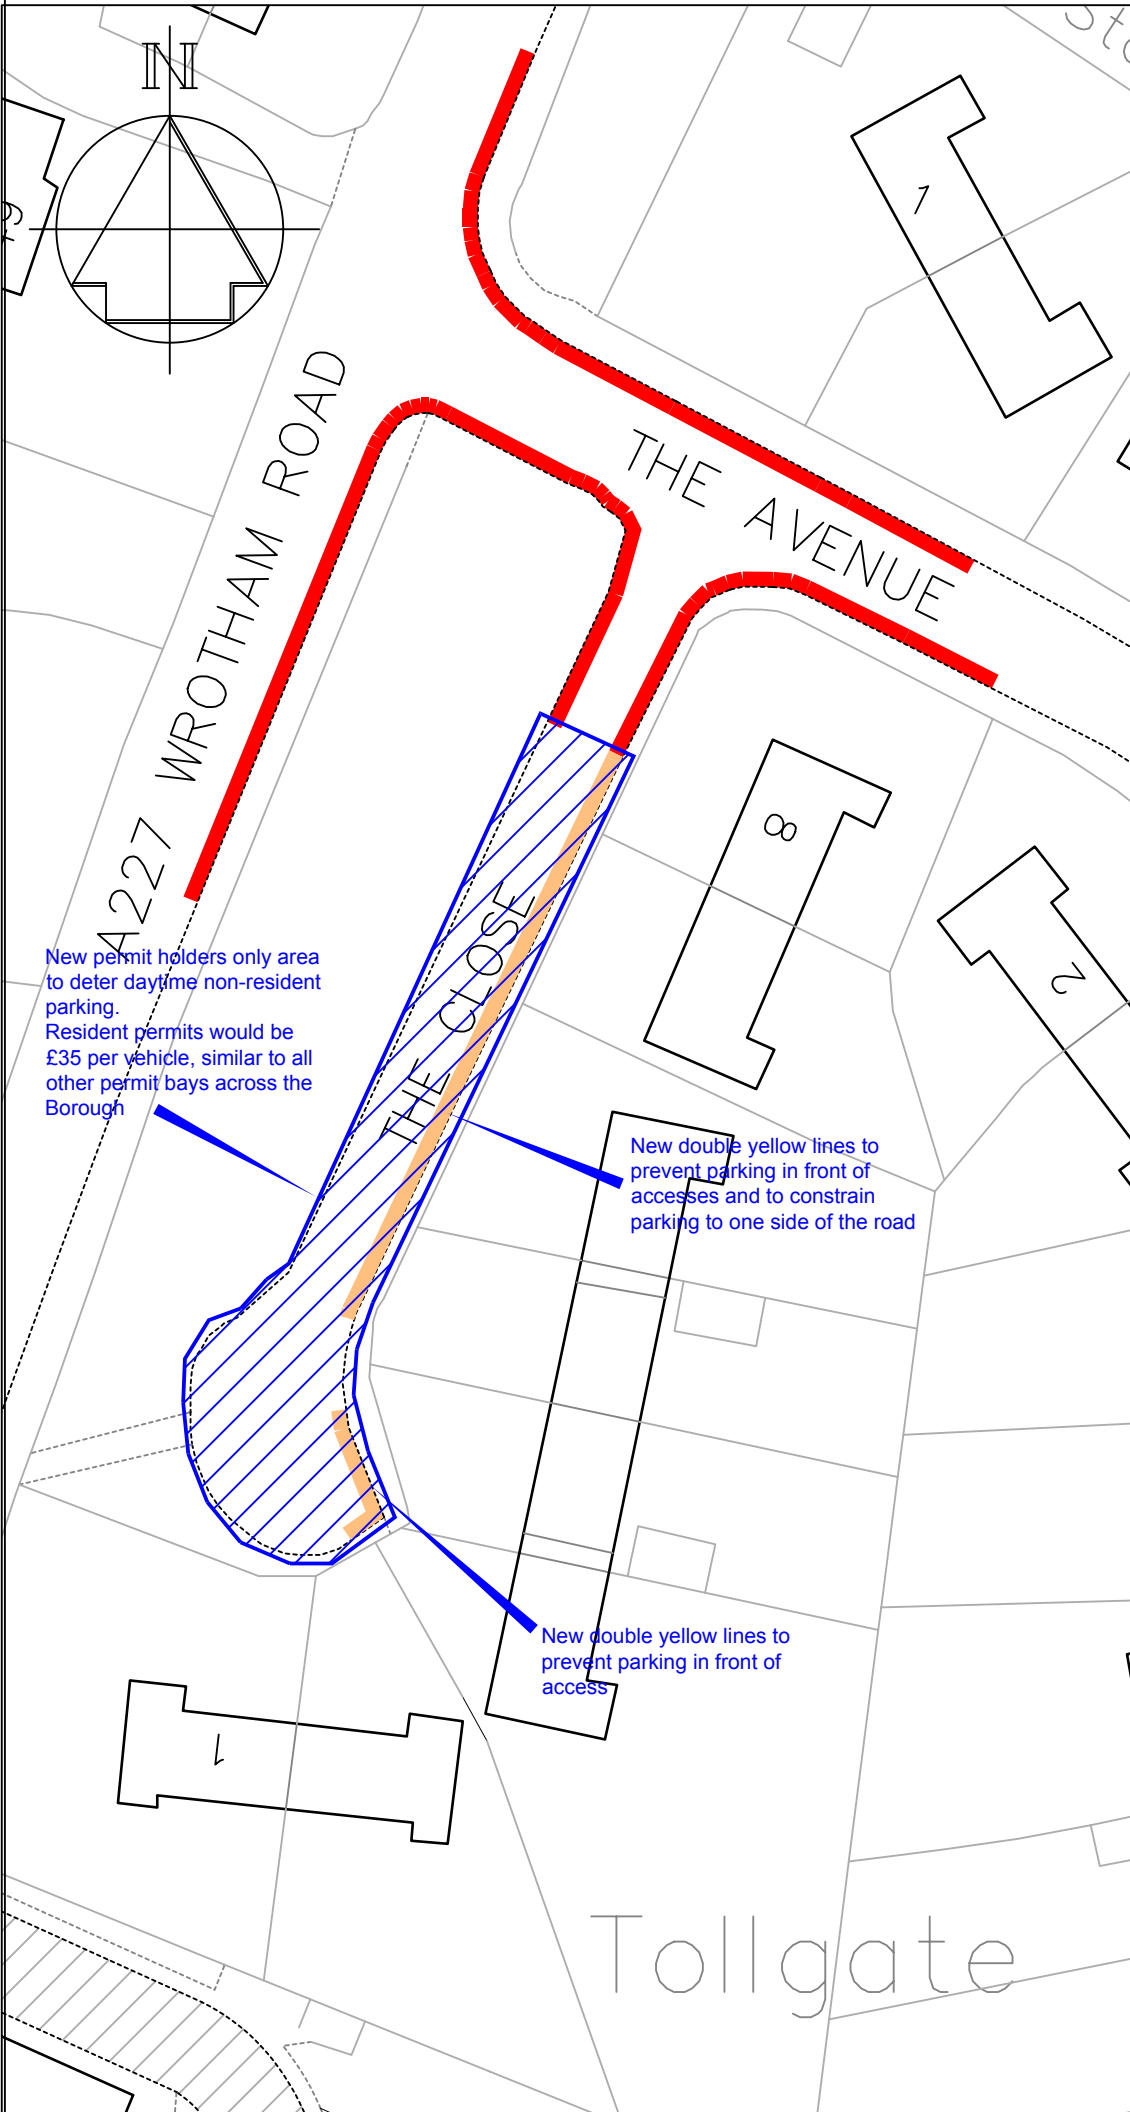 N
1
THE AVENUE
A227 WROTHAM ROAD
8
2
THE CLOSE
New permit holders only area
to deter daytime non-resident
parking.
Resident permits would be
£35 per vehicle, similar to all
other permit bays across the
Borough
New double yellow lines to
prevent parking in front of
accesses and to constrain
parking to one side of the road
New double yellow lines to
prevent parking in front of
access
1
Tollgate